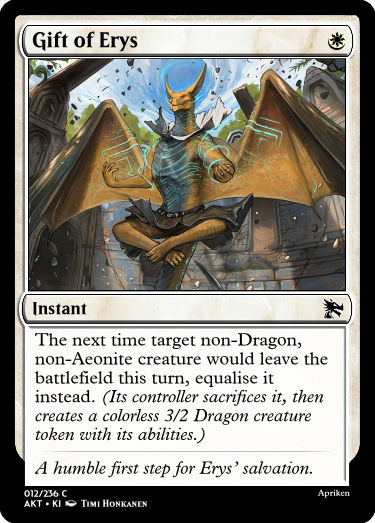 Gift of Erys
Instant
The next time target non-Dragon,
non-Aeonite creature would leave the
battlefield this turn, equalise it
instead. (Its controller sacrifices it, then
creates a colorless 3/2 Dragon creature
token with its abilities.)
A humble first step for Erys’ salvation.
012/236 C
Apriken
AKT • KI Timi Honkanen